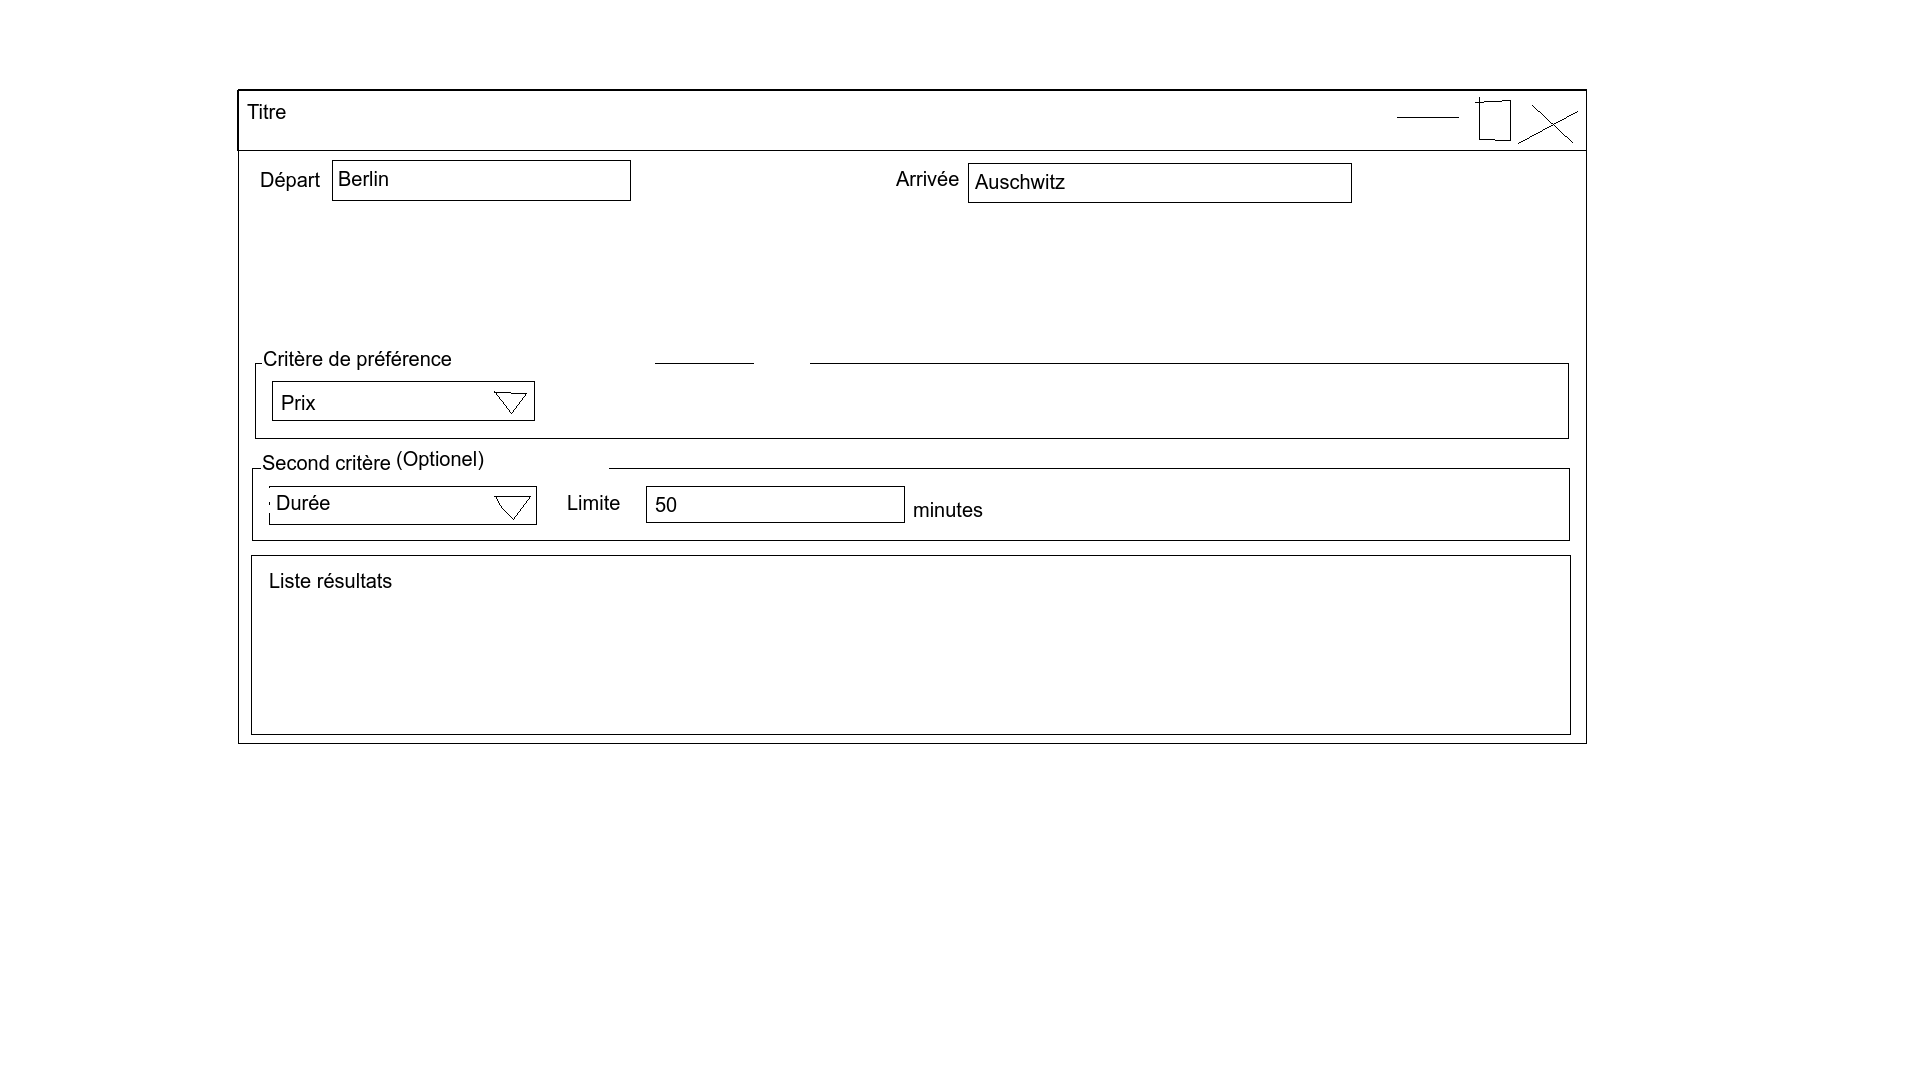 Titre
Départ Berlin Arrivée Auschwitz
Critère de préférence
Prix
Second critère (Optionel)
Durée Limite 50 minutes
Liste résultats